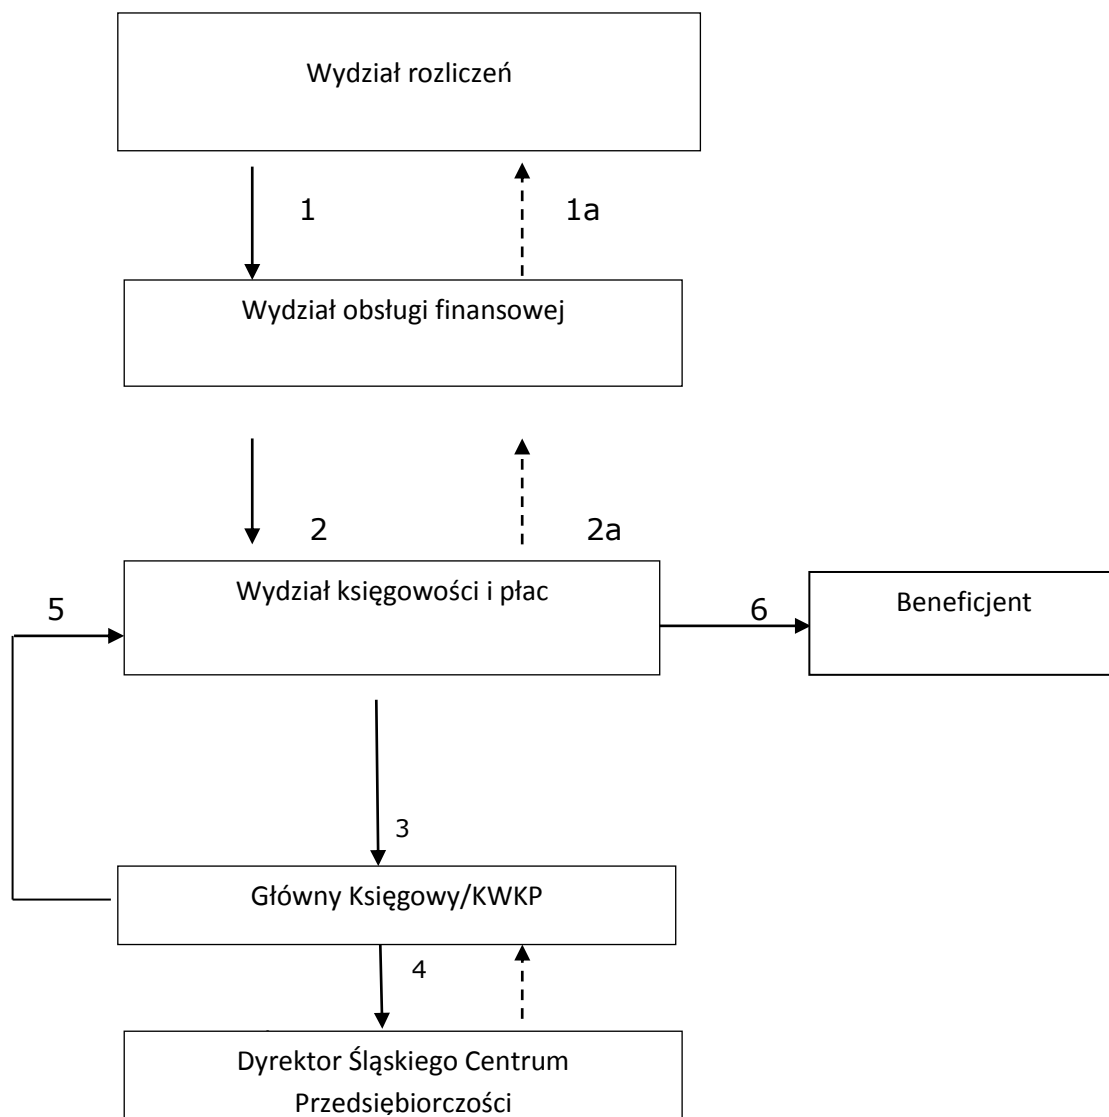 Wydział rozliczeń
1
1a
Wydział obsługi finansowej
2
2a
Wydział księgowości i płac
5
6
Beneficjent
3
Główny Księgowy/KWKP
4
Dyrektor Śląskiego Centrum
Przedsiębiorczości